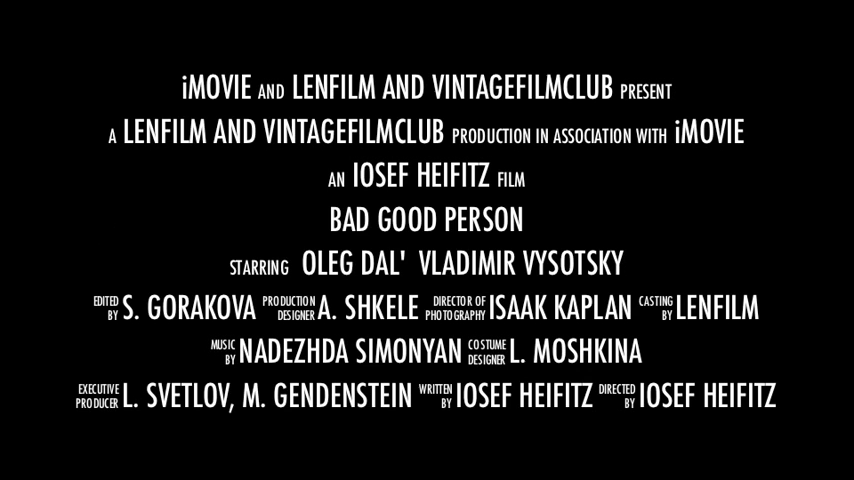 iMOVIE AND LENFILM AND VINTAGEFILMCLUB PRESENT
A LENFILM AND VINTAGEFILMCLUB PRODUCTION IN ASSOCIATION WITH iMOVIE
AN IOSEF HEIFITZ FILM
BAD GOOD PERSON
STARRING OLEG DAL' VLADIMIR VYSOTSKY
EDITED BY S. GORAKOVA PRODUCTION DESIGNER A. SHKELE DIRECTOR OF PHOTOGRAPHY ISAAK KAPLAN CASTING BY LENFILM
MUSIC BY NADEZHDA SIMONYAN COSTUME DESIGNER L. MOSHKINA
EXECUTIVE PRODUCER L. SVETLOV, M. GENDENSTEIN WRITTEN BY IOSEF HEIFITZ DIRECTED BY IOSEF HEIFITZ